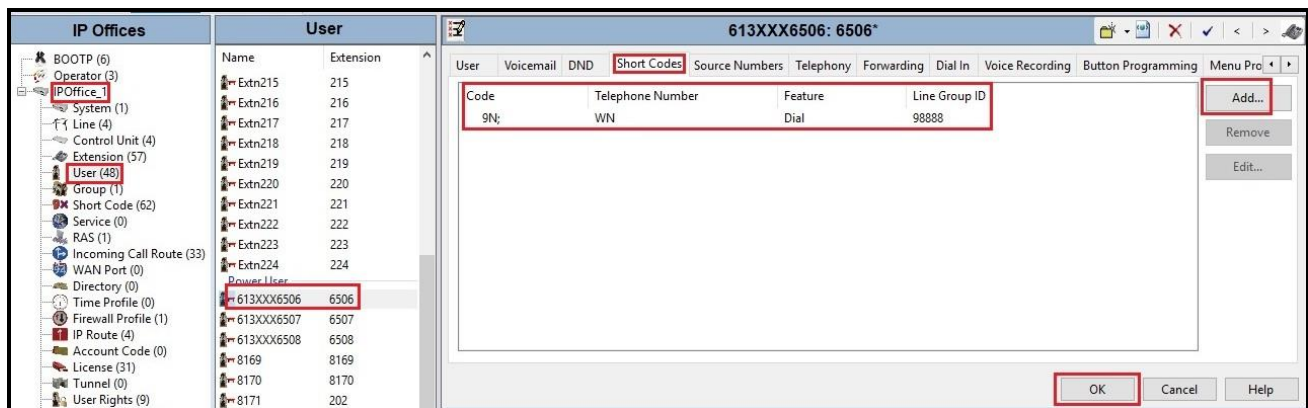 IP Offices
BOOTP (6)
Operator (3)
IPOffice_1
System (1)
Line (4)
Control Unit (4)
Extension (57)
User (48)
Group (1)
Short Code (62)
Service (0)
RAS (1)
Incoming Call Route (33)
WAN Port (0)
Directory (0)
Time Profile (0)
Firewall Profile (1)
IP Route (4)
Account Code (0)
License (31)
Tunnel (0)
User Rights (9)
User
Name Extension
Extn215 215
Extn216 216
Extn217 217
Extn218 218
Extn219 219
Extn220 220
Extn221 221
Extn222 222
Extn223 223
Extn224 224
Power User
613XXX6506 6506
613XXX6507 6507
613XXX6508 6508
8169 8169
8170 8170
8171 202
613XXX6506: 6506*
User Voicemail DND Short Codes Source Numbers Telephony Forwarding Dial In Voice Recording Button Programming Menu Pro
Code Telephone Number Feature Line Group ID
9N; WN Dial 98888
Add...
Remove
Edit...
OK Cancel Help